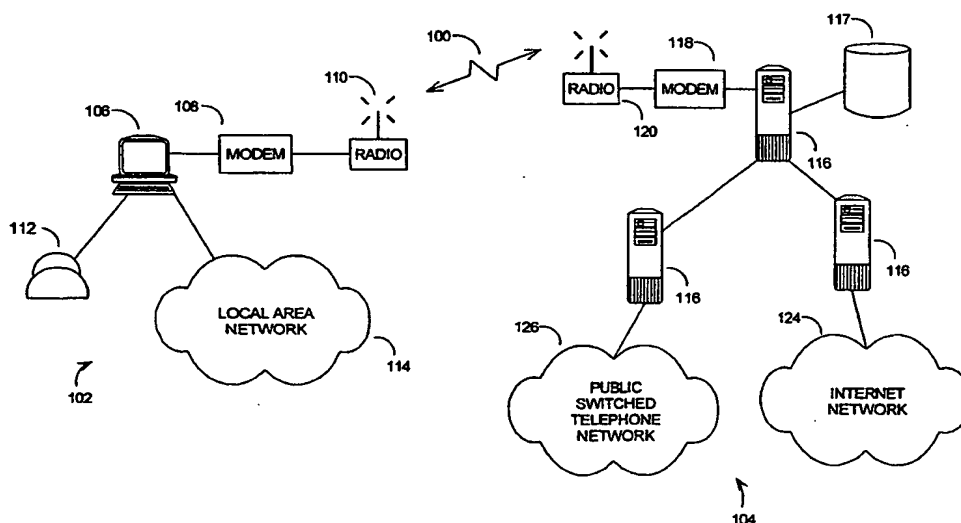 100
110
106
108
MODEM
RADIO
112
LOCAL AREA
NETWORK
114
102
117
118
RADIO
MODEM
120
116
116
116
126
124
PUBLIC
SWITCHED
TELEPHONE
NETWORK
INTERNET
NETWORK
104